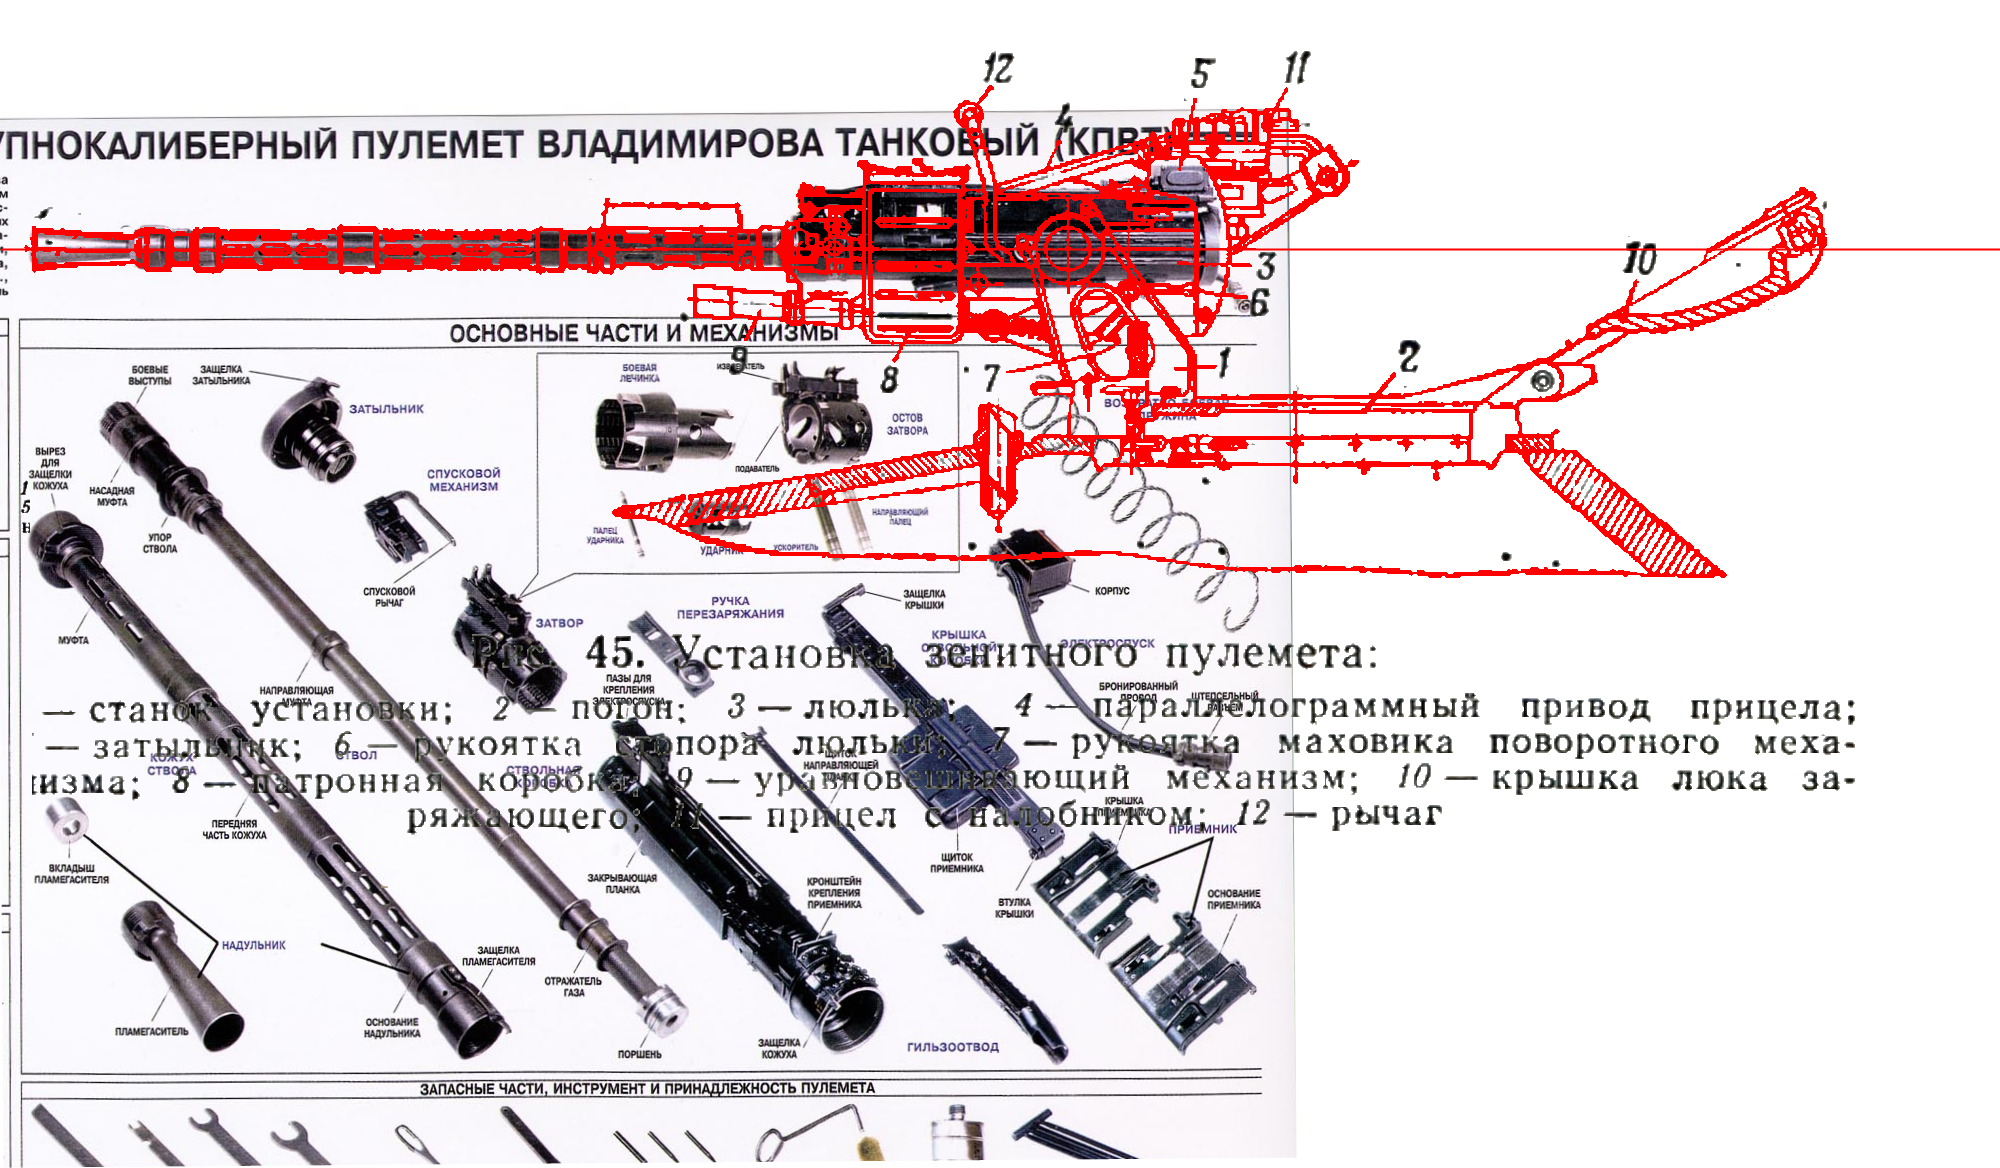 12
5
11
4
УПНОКАЛИБЕРНЫЙ ПУЛЕМЕТ ВЛАДИМИРОВА ТАНКОВЫЙ (КПВТ)
10
3
6
ОСНОВНЫЕ ЧАСТИ И МЕХАНИЗМЫ
9
8
7
1
2
БОЕВЫЕ
ВЫСТУПЫ
ЗАЩЕЛКА
ЗАТЫЛЬНИКА
ЗАТЫЛЬНИК
БОЕВАЯ
ЛИЧИНКА
ОСТОВ
ЗАТВОРА
ПОДАВАТЕЛЬ
ВЫРЕЗ
ДЛЯ
ЗАЩЕЛКИ
КОЖУХА
НАСАДНАЯ
МУФТА
УПОР
СТВОЛА
СПУСКОВОЙ
МЕХАНИЗМ
СПУСКОВОЙ
РЫЧАГ
ПАЛЕЦ
УДАРНИКА
УДАРНИК
УСКОРИТЕЛЬ
НАПРАВЛЯЮЩИЙ
ПАЛЕЦ
МУФТА
ЗАТВОР
РУЧКА
ПЕРЕЗАРЯЖАНИЯ
ЗАЩЕЛКА
КРЫШКИ
КОРПУС
КРЫШКА
СТВОЛЬНОЙ
КОРОБКИ
ЭЛЕКТРОСПУСК
Рис. 45. Установка зенитного пулемета:
ПАЗЫ ДЛЯ
КРЕПЛЕНИЯ
ЭЛЕКТРОСПУСКА
НАПРАВЛЯЮЩАЯ
МУФТА
БРОНИРОВАННЫЙ
ПРОВОД
ШТЕПСЕЛЬНЫЙ
РАЗЪЕМ
— станок установки; 2 — погон; 3 — люлька; 4 — параллелограммный привод прицела;
— затыльник; 6 — рукоятка стопора люльки; 7 — рукоятка маховика поворотного меха-
низма; 8 — патронная коробка; 9 — уравновешивающий механизм; 10 — крышка люка за-
ряжающего; 11 — прицел с налобником; 12 — рычаг
КОЖУХ
СТВОЛА
СТВОЛ
СТВОЛЬНАЯ
КОРОБКА
ЩИТОК
НАПРАВЛЯЮЩЕЙ
ПЛАНКИ
КРЫШКА
ПРИЕМНИКА
ПРИЕМНИК
ПЕРЕДНЯЯ
ЧАСТЬ КОЖУХА
ВКЛАДЫШ
ПЛАМЕГАСИТЕЛЯ
ЗАКРЫВАЮЩАЯ
ПЛАНКА
КРОНШТЕЙН
КРЕПЛЕНИЯ
ПРИЕМНИКА
ЩИТОК
ПРИЕМНИКА
ВТУЛКА
КРЫШКИ
ОСНОВАНИЕ
ПРИЕМНИКА
НАДУЛЬНИК
ЗАЩЕЛКА
ПЛАМЕГАСИТЕЛЯ
ОТРАЖАТЕЛЬ
ГАЗА
ПЛАМЕГАСИТЕЛЬ
ОСНОВАНИЕ
НАДУЛЬНИКА
ПОРШЕНЬ
ЗАЩЕЛКА
КОЖУХА
ГИЛЬЗООТВОД
ЗАПАСНЫЕ ЧАСТИ, ИНСТРУМЕНТ И ПРИНАДЛЕЖНОСТЬ ПУЛЕМЕТА